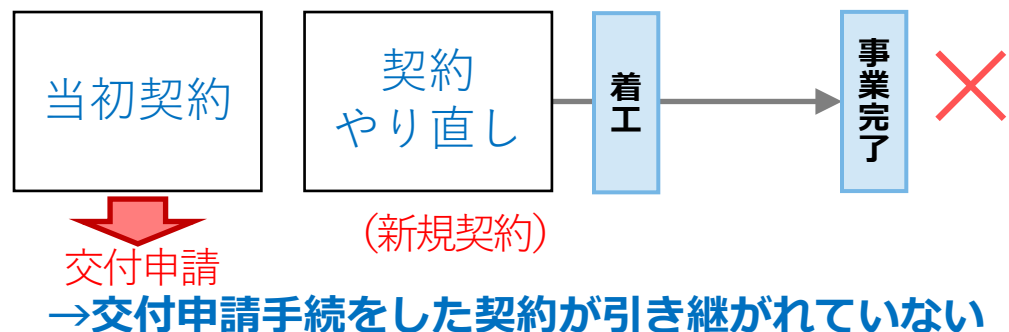 当初契約
契約
やり直し
着工
事業完了
(新規契約)
交付申請
→交付申請手続をした契約が引き継がれていない